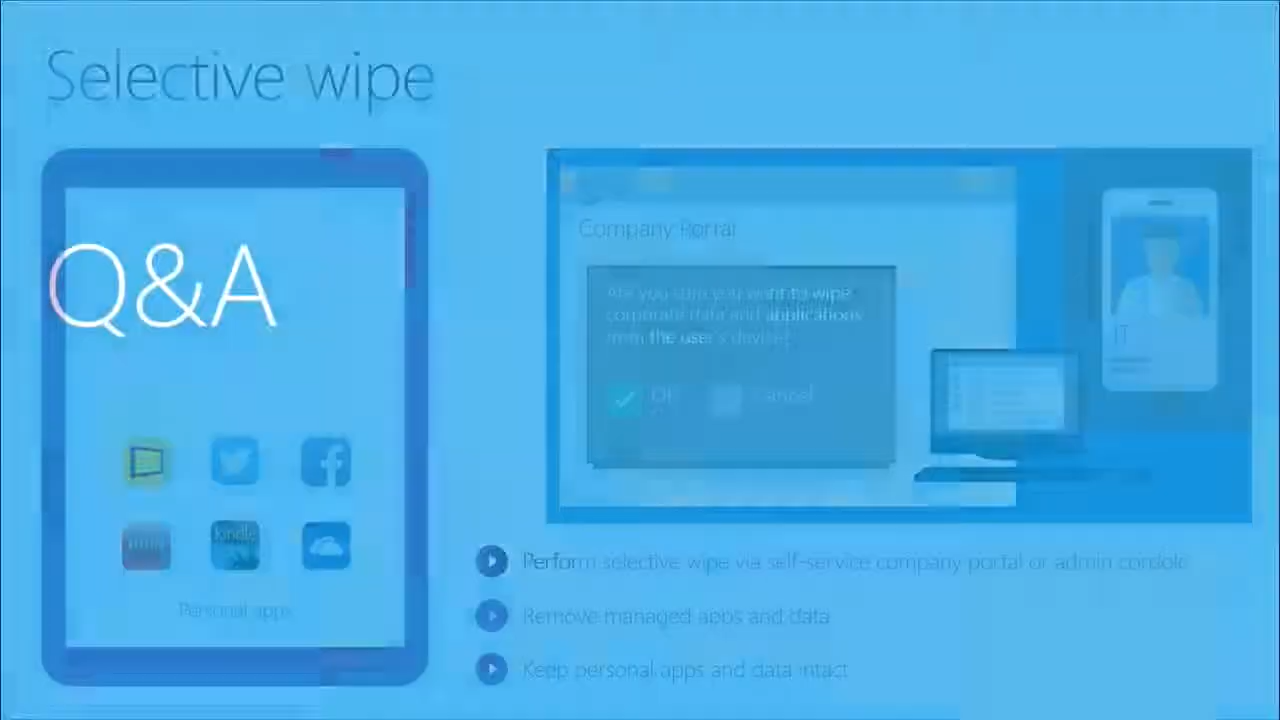 Selective wipe
Q&A
Company Portal
Are you sure you want to wipe
corporate data and applications
from the user's device?
OK
Cancel
IT
kindle
Personal apps
Perform selective wipe via self-service company portal or admin console
Remove managed apps and data
Keep personal apps and data intact